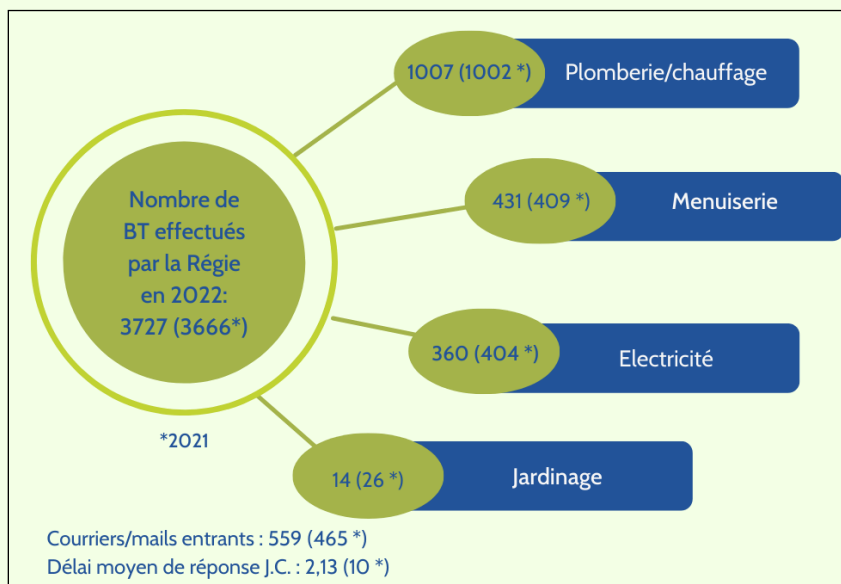 1007 (1002 *)
Plomberie/chauffage
Nombre de
BT effectués
par la Régie
en 2022:
3727 (3666*)
431 (409 *)
Menuiserie
360 (404 *)
Electricité
*2021
14 (26 *)
Jardinage
Courriers/mails entrants : 559 (465 *)
Délai moyen de réponse J.C. : 2,13 (10 *)